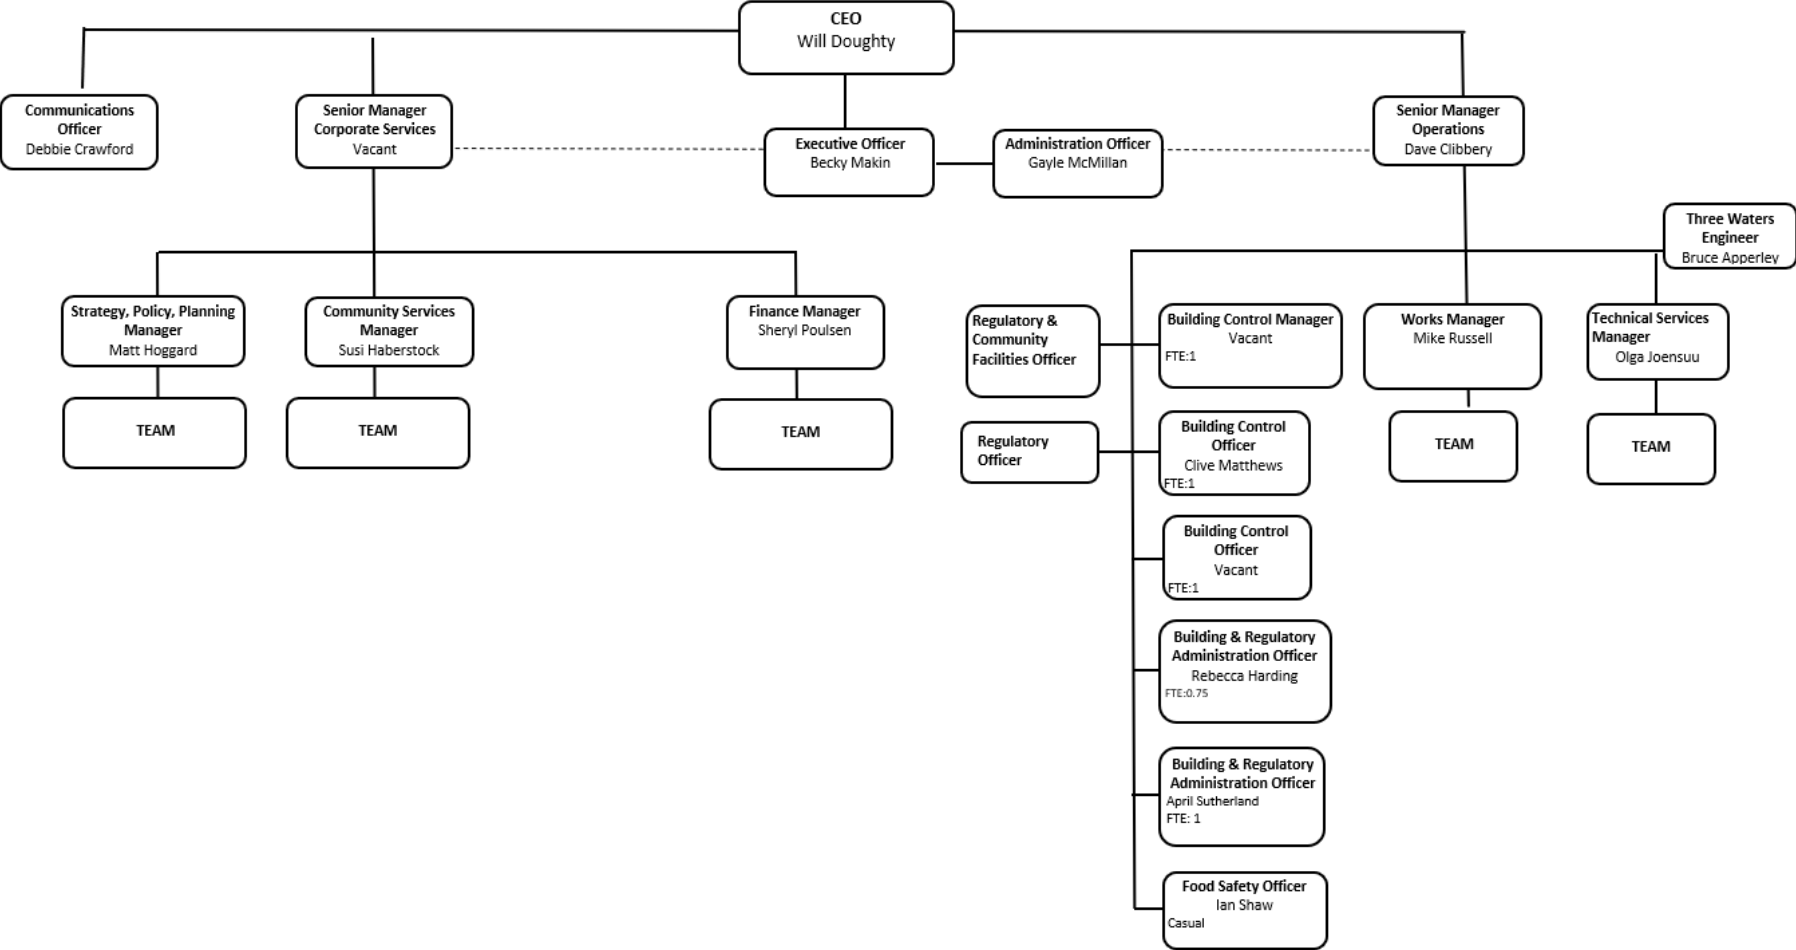 CEO
Will Doughty
Communications
Officer
Debbie Crawford
Senior Manager
Corporate Services
Vacant
Executive Officer
Becky Makin
Administration Officer
Gayle McMillan
Senior Manager
Operations
Dave Clibbery
Three Waters
Engineer
Bruce Apperley
Strategy, Policy, Planning
Manager
Matt Hoggard
Community Services
Manager
Susi Haberstock
Finance Manager
Sheryl Poulsen
Regulatory &
Community
Facilities Officer
Building Control Manager
Vacant
FTE:1
Works Manager
Mike Russell
Technical Services
Manager
Olga Joensuu
TEAM
TEAM
TEAM
Regulatory
Officer
Building Control
Officer
Clive Matthews
FTE:1
TEAM
TEAM
Building Control
Officer
Vacant
FTE:1
Building & Regulatory
Administration Officer
Rebecca Harding
FTE:0.75
Building & Regulatory
Administration Officer
April Sutherland
FTE: 1
Food Safety Officer
Ian Shaw
Casual